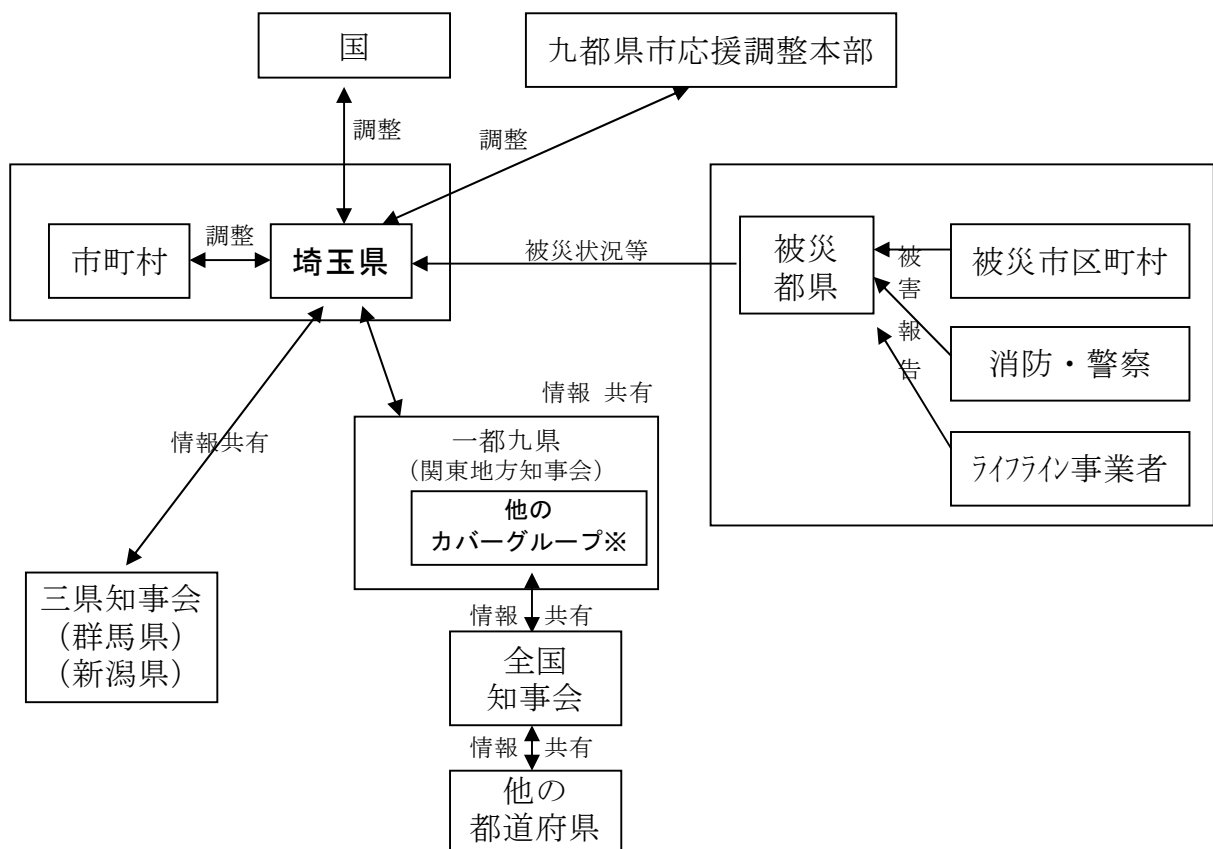 国
九都県市応援調整本部
調整
調整
市町村
調整
埼玉県
被災状況等
被災
都県
被害報告
被災市区町村
消防・警察
ﾗｲﾌﾗｲﾝ事業者
情報共有
情報 共有
一都九県
(関東地方知事会)
他の
カバーグループ※
三県知事会
(群馬県)
(新潟県)
情報 共有
全国
知事会
情報 共有
他の
都道府県